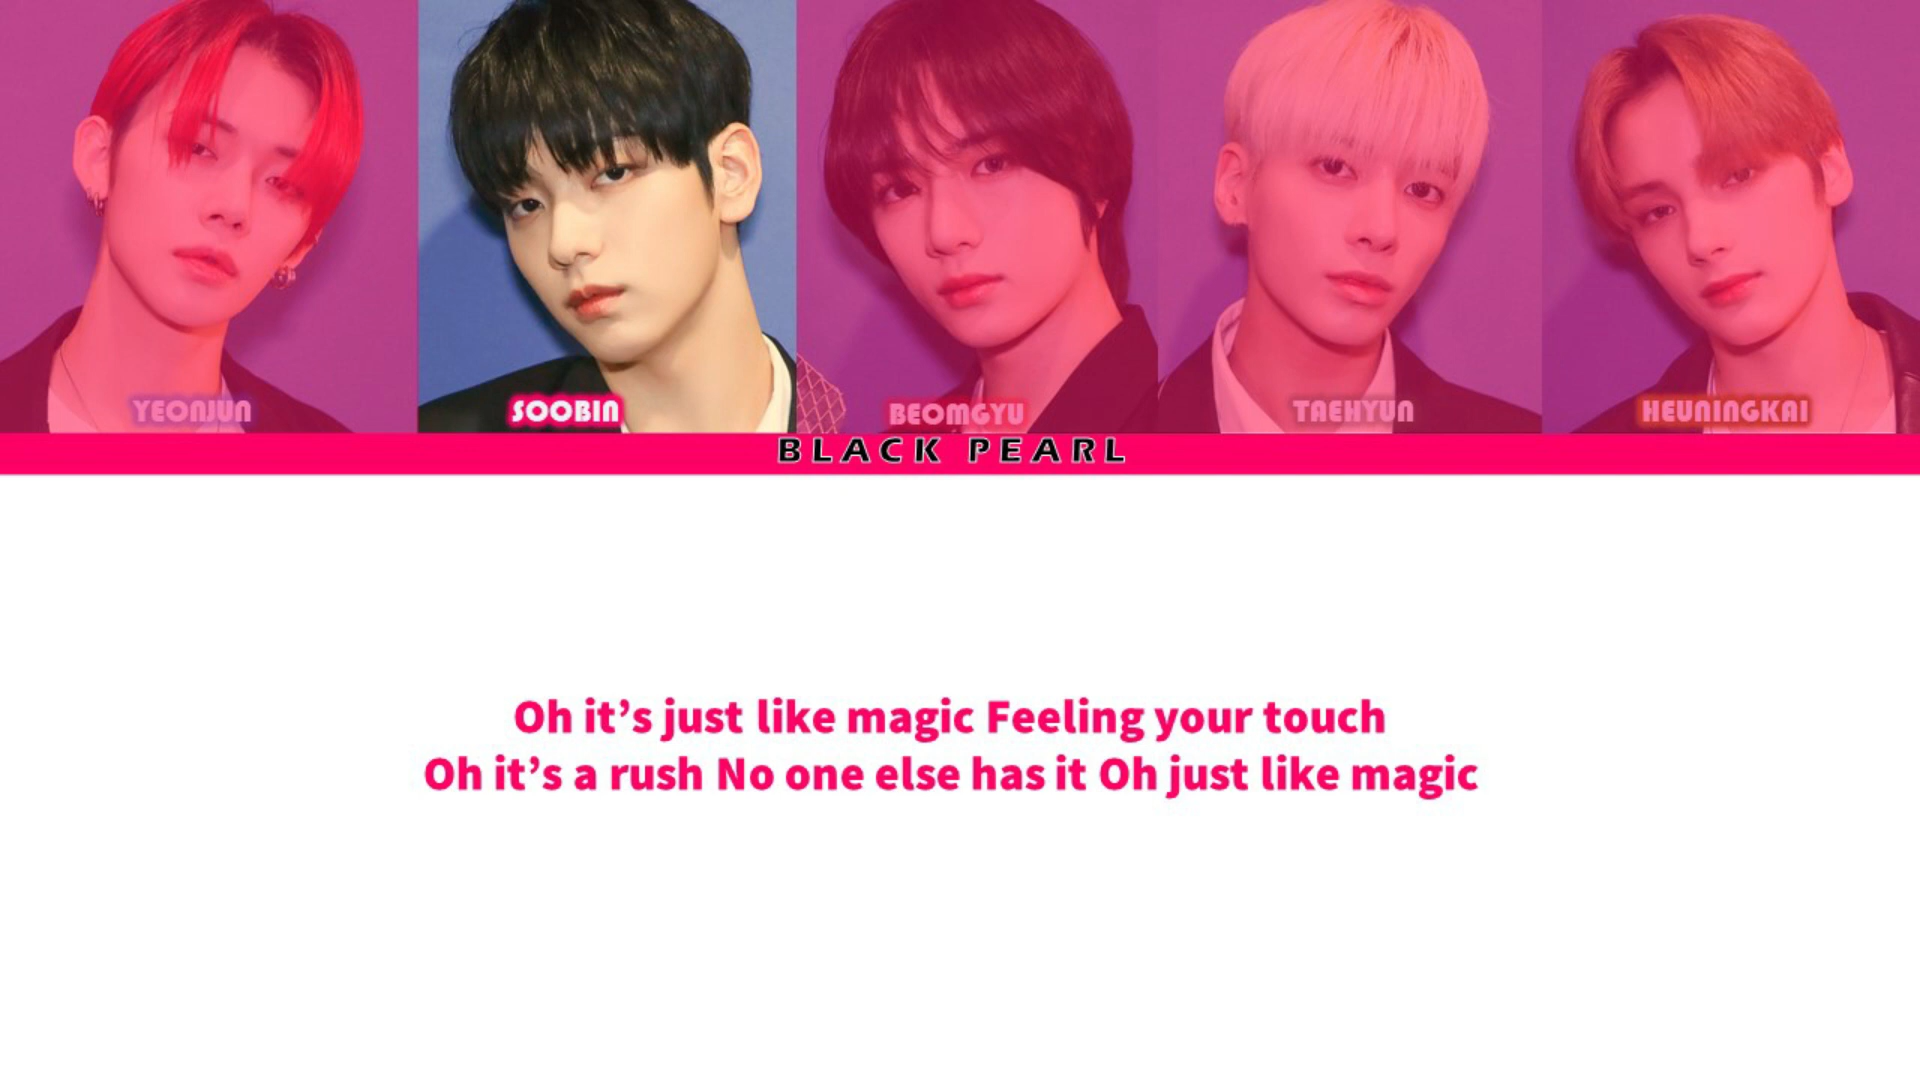 YEONJUN
SOOBIN
BEOMGYU
TAEHYUN
HEUNINGKAI
BLACK PEARL
Oh it’s just like magic Feeling your touch
Oh it’s a rush No one else has it Oh just like magic